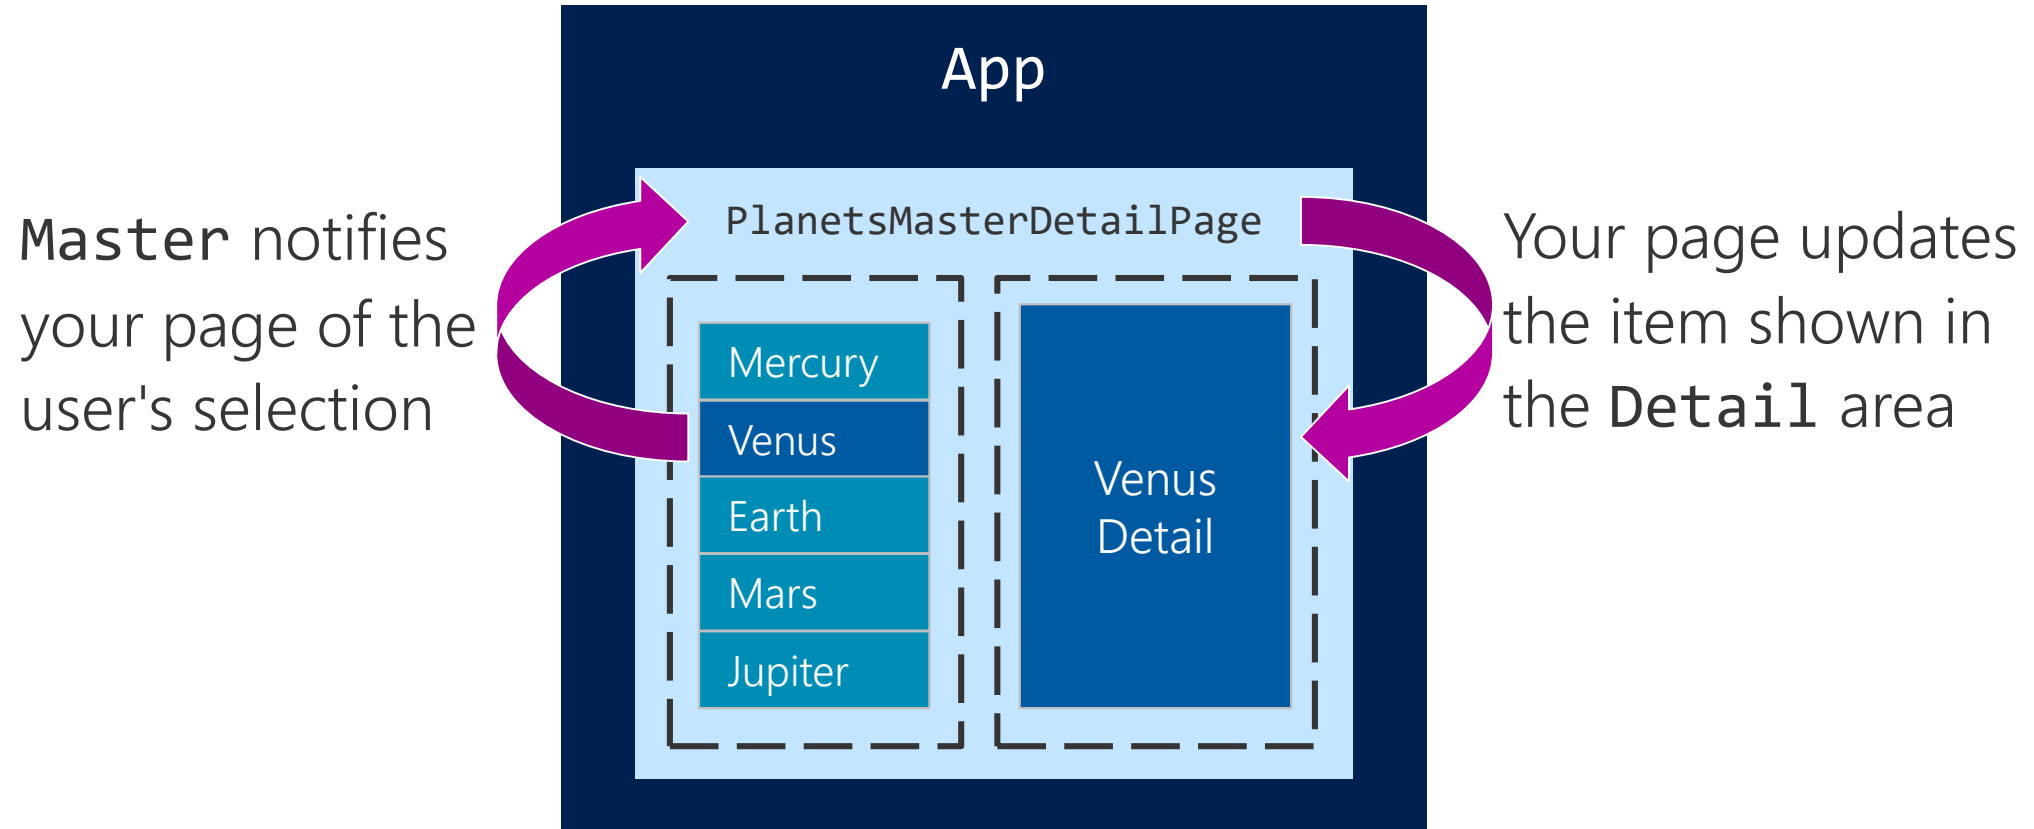 App
Master notifies
your page of the
user's selection
PlanetsMasterDetailPage
Mercury
Venus
Earth
Mars
Jupiter
Venus
Detail
Your page updates
the item shown in
the Detail area